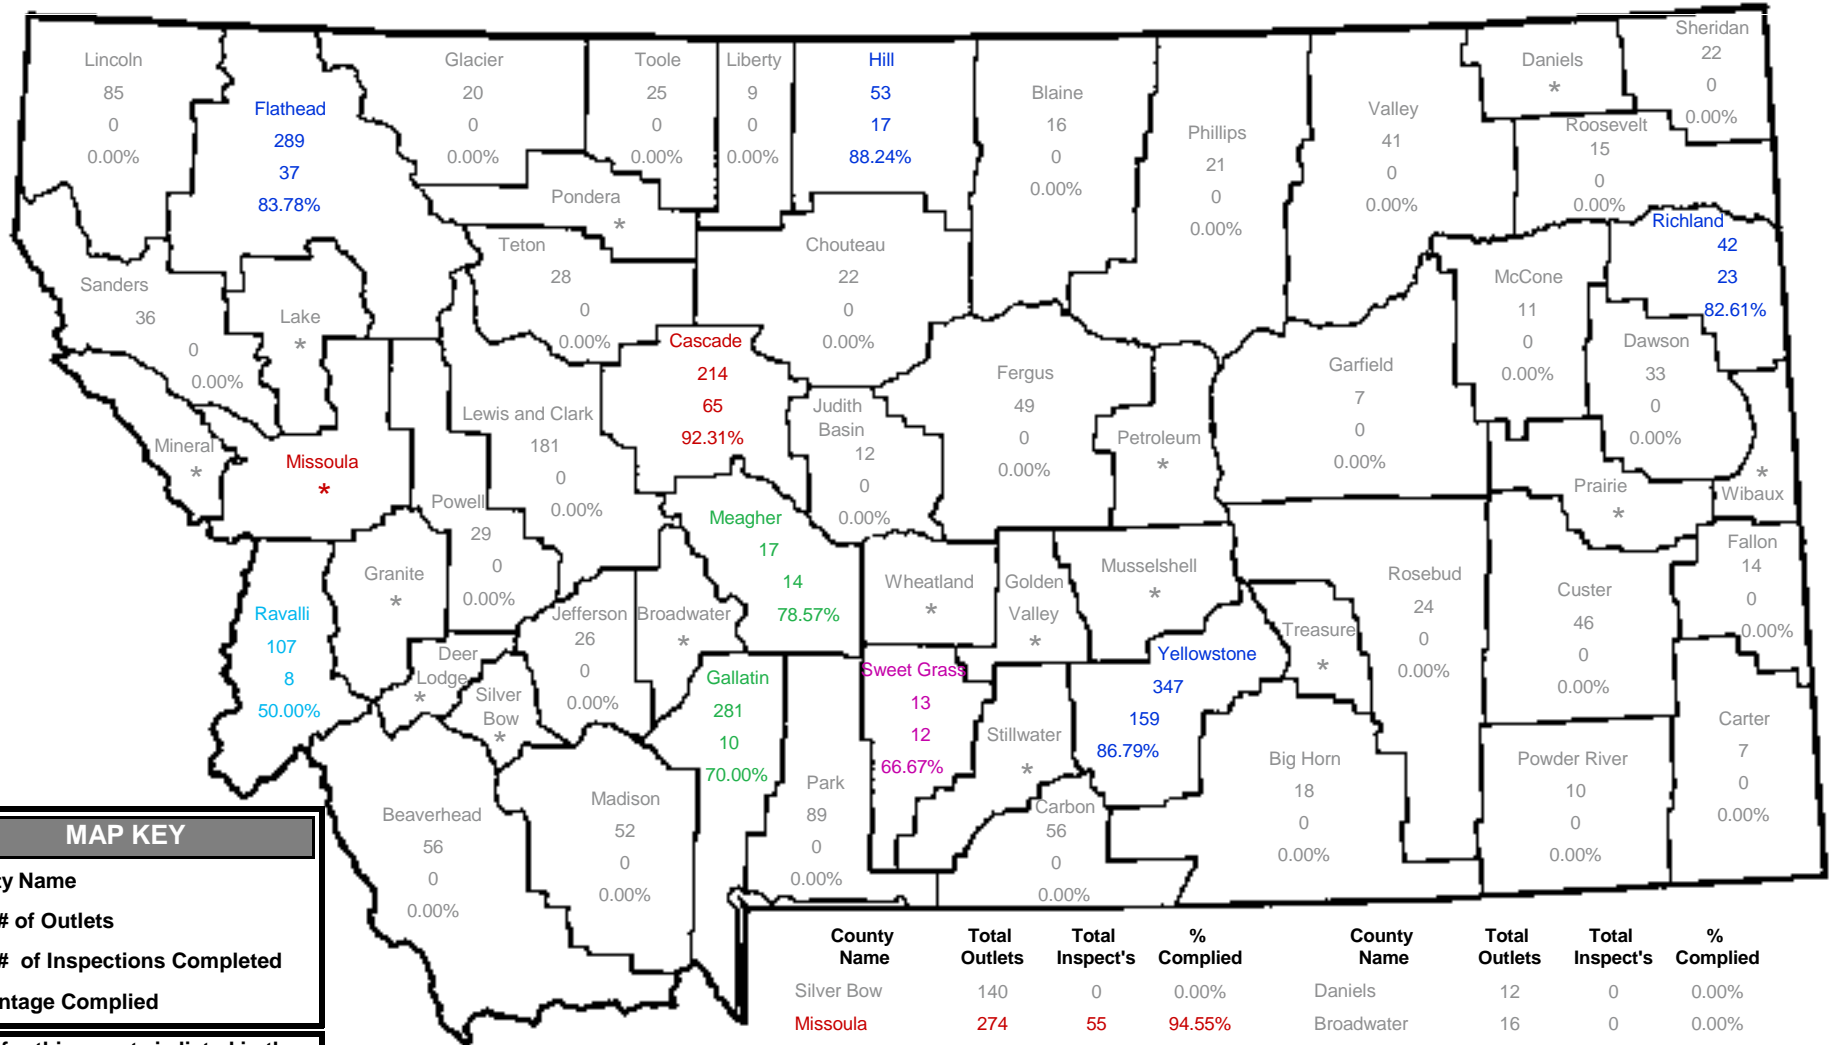 Lincoln
85
0
0.00%
Flathead
289
37
83.78%
Glacier
20
0
0.00%
Toole
25
0
0.00%
Liberty
9
0
0.00%
Hill
53
17
88.24%
Blaine
16
0
0.00%
Phillips
21
0
0.00%
Valley
41
0
0.00%
Daniels
*
Sheridan
22
0
0.00%
Roosevelt
15
0
0.00%
Richland
42
23
82.61%
Pondera
*
Teton
28
0
0.00%
Chouteau
22
0
0.00%
Sanders
36
0
0.00%
Lake
*
Cascade
214
65
92.31%
Judith
Basin
12
0
0.00%
Fergus
49
0
0.00%
Petroleum
*
Garfield
7
0
0.00%
McCone
11
0
0.00%
Dawson
33
0
0.00%
Wibaux
*
Prairie
*
Mineral
*
Missoula
*
Powell
29
0
0.00%
Lewis and Clark
181
0
0.00%
Meagher
17
14
78.57%
Wheatland
*
Golden
Valley
*
Musselshell
*
Rosebud
24
0
0.00%
Custer
46
0
0.00%
Fallon
14
0
0.00%
Ravalli
107
8
50.00%
Granite
*
Deer
Lodge
*
Silver
Bow
*
Jefferson
26
0
0.00%
Broadwater
*
Gallatin
281
10
70.00%
Park
89
0
0.00%
Sweet Grass
13
12
66.67%
Stillwater
*
Yellowstone
347
159
86.79%
Treasure
*
Big Horn
18
0
0.00%
Powder River
10
0
0.00%
Carter
7
0
0.00%
Carbon
56
0
0.00%
Beaverhead
56
0
0.00%
Madison
52
0
0.00%
MAP KEY
ty Name
# of Outlets
# of Inspections Completed
ntage Complied
County Name Total Outlets Total Inspect's % Complied County Name Total Outlets Total Inspect's % Complied
Silver Bow 140 0 0.00% Daniels 12 0 0.00%
Missoula 274 55 94.55% Broadwater 16 0 0.00%